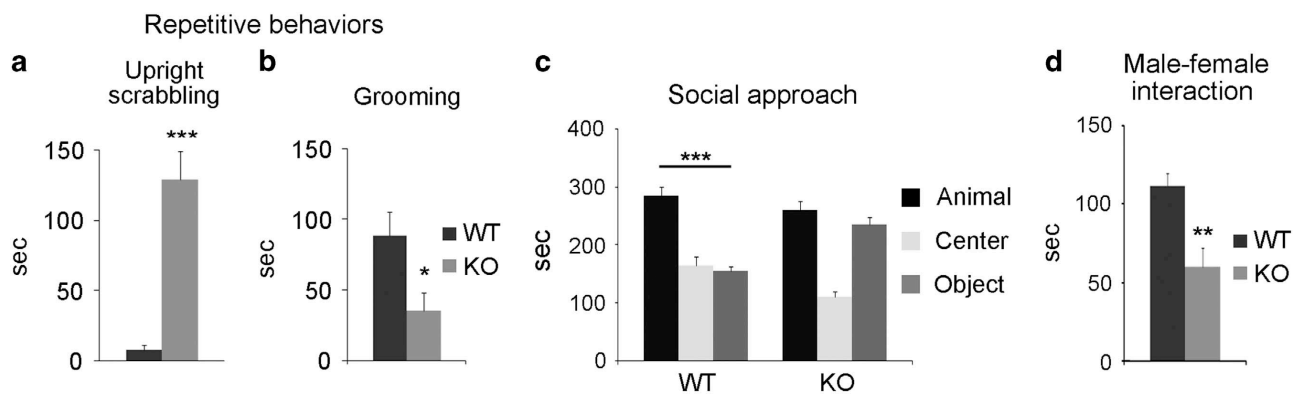 Repetitive behaviors
a
Upright
scrabbling
***
150
100
50
0
sec
b
Grooming
150
100
50
0
sec
*
WT
KO
c
Social approach
400
300
200
100
0
sec
***
WT
KO
Animal
Center
Object
d
Male-female
interaction
150
100
50
0
sec
**
WT
KO